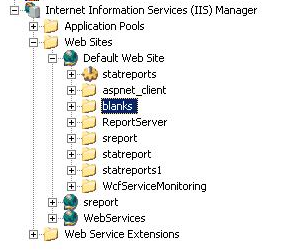 Internet Information Services (IIS) Manager
Application Pools
Web Sites
Default Web Site
statreports
aspnet_client
blanks
ReportServer
sreport
statreport
statreports1
WcfServiceMonitoring
sreport
WebServices
Web Service Extensions